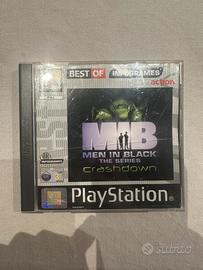 BEST OF INFOGRAMES
action
MIB
MEN IN BLACK
THE SERIES
crashdown
PlayStation
subito